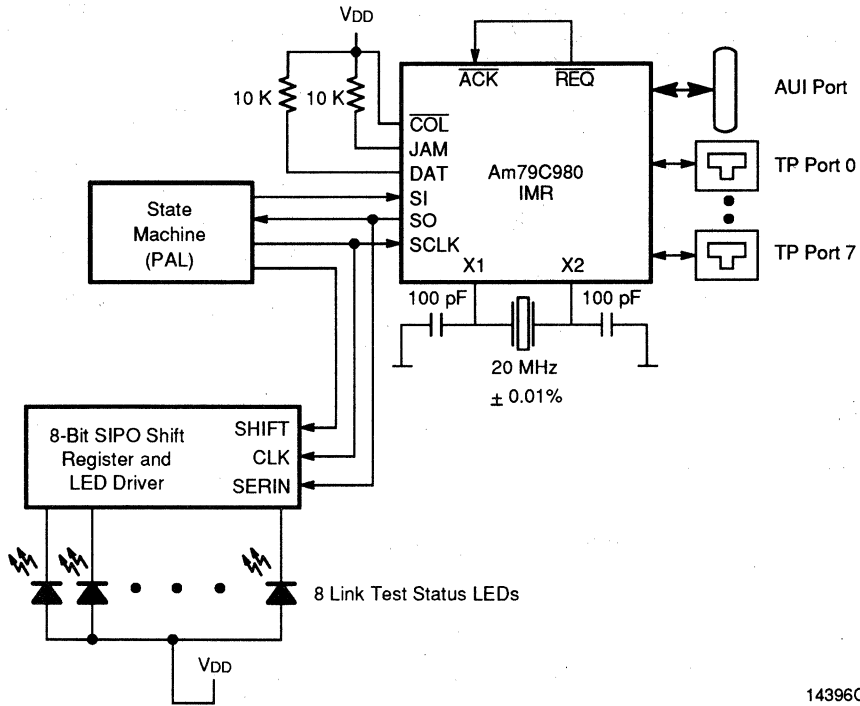 VDD
ACK
REQ
AUI Port
10 K
10 K
COL
JAM
DAT
Am79C980
IMR
TP Port 0
SI
SO
SCLK
State
Machine
(PAL)
X1
X2
TP Port 7
100 pF
100 pF
20 MHz
± 0.01%
8-Bit SIPO Shift
Register and
LED Driver
SHIFT
CLK
SERIN
8 Link Test Status LEDs
VDD
14396C